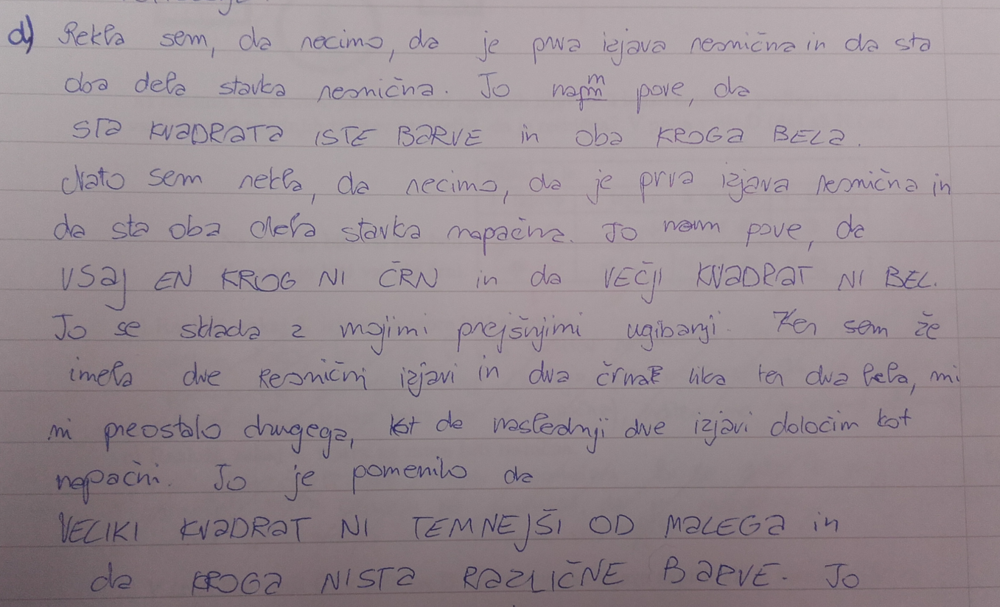 d) Rekla sem, da recimo, da je prva izjava resnična in da sta
oba dela stavka resnična. To nam pove, da
STA KVADRATA ISTE BARVE in oba KROGA BELA.
Nato sem rekla, da recimo, da je prva izjava resnična in
da sta oba dela stavka napačna. To nam pove, da
VSAJ EN KROG NI ČRN in da VEČJI KVADRAT NI BEL.
To se sklada z mojimi prejšnjimi ugibanji. Ker sem že
imela dve resnični izjavi in dva črna lika ter dva bela, mi
ni preostalo drugega, kot da naslednji dve izjavi določim kot
napačni. To je pomenilo da
VELIKI KVADRAT NI TEMNEJŠI OD MALEGA in
da KROGA NISTA RAZLIČNE BARVE. To